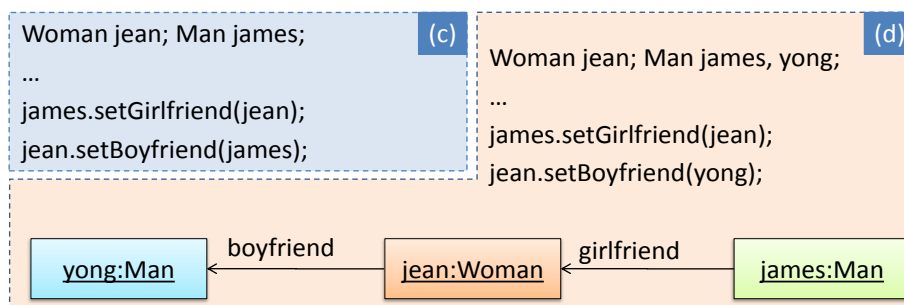 Woman jean; Man james;
…
james.setGirlfriend(jean);
jean.setBoyfriend(james);
(c)
Woman jean; Man james, yong;
…
james.setGirlfriend(jean);
jean.setBoyfriend(yong);
(d)
yong:Man
boyfriend
jean:Woman
girlfriend
james:Man